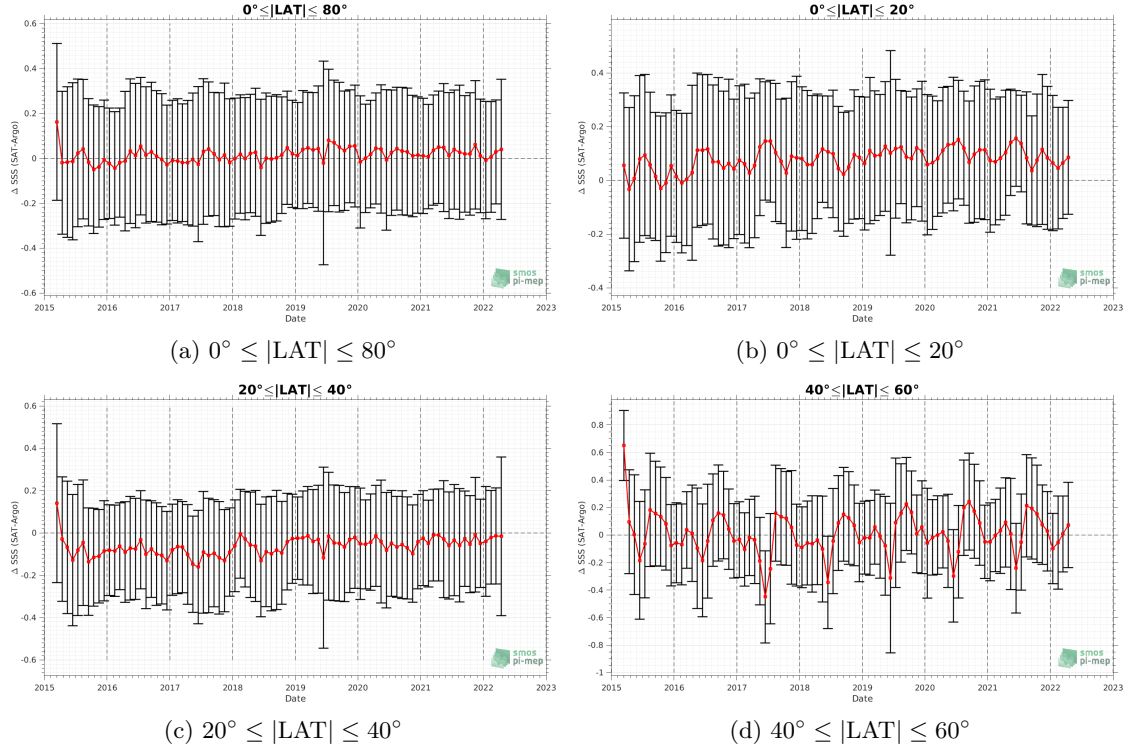 0°≤|LAT|≤ 80°
0.6
0.4
0.2
0
-0.2
-0.4
-0.6
Δ SSS (SAT-Argo)
2015 2016 2017 2018 2019 2020 2021 2022 2023
Date
smos
pi-mep
(a) 0° ≤ |LAT| ≤ 80°
0°≤|LAT|≤ 20°
0.4
0.2
0
-0.2
-0.4
Δ SSS (SAT-Argo)
2015 2016 2017 2018 2019 2020 2021 2022 2023
Date
smos
pi-mep
(b) 0° ≤ |LAT| ≤ 20°
20°≤|LAT|≤ 40°
0.6
0.4
0.2
0
-0.2
-0.4
-0.6
Δ SSS (SAT-Argo)
2015 2016 2017 2018 2019 2020 2021 2022 2023
Date
smos
pi-mep
(c) 20° ≤ |LAT| ≤ 40°
40°≤|LAT|≤ 60°
0.8
0.6
0.4
0.2
0
-0.2
-0.4
-0.6
-0.8
-1
Δ SSS (SAT-Argo)
2015 2016 2017 2018 2019 2020 2021 2022 2023
Date
smos
pi-mep
(d) 40° ≤ |LAT| ≤ 60°